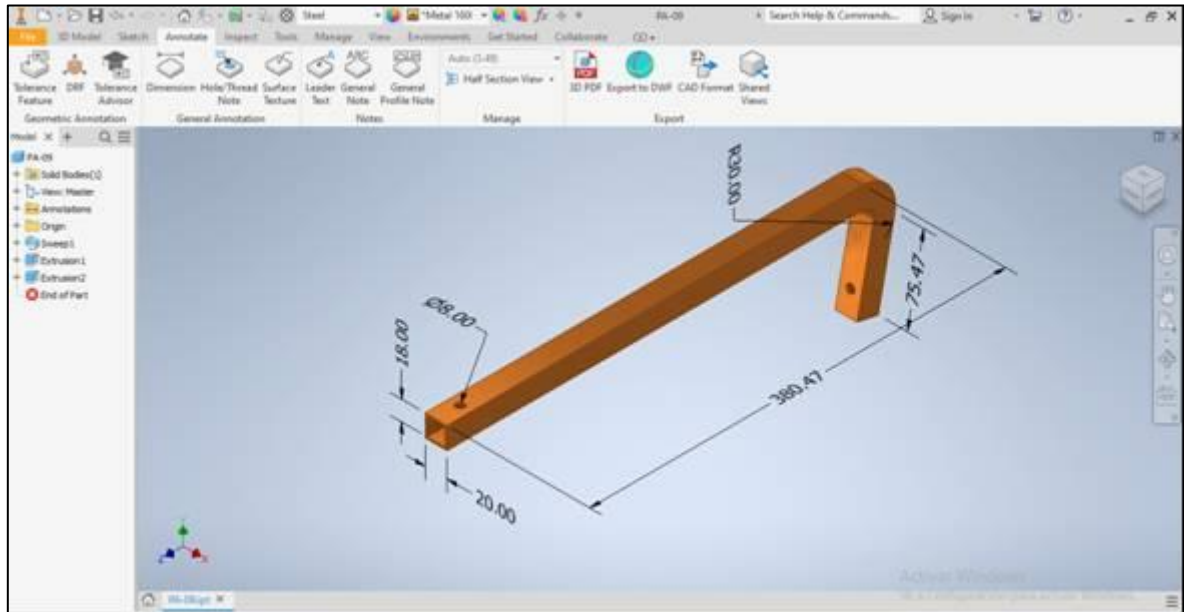 Steel
PA-09
Search Help & Commands...
Sign In
File 3D Model Sketch Annotate Inspect Tools Manage View Environments Get Started Collaborate
Auto (1:48)
Half Section View
Tolerance Feature
DRF
Tolerance Advisor
Dimension
Hole/Thread Note
Surface Texture
Leader Text
General Note
General Profile Note
3D PDF
Export to DWF
CAD Format
Shared Views
Geometric Annotation
General Annotation
Notes
Manage
Export
Model
PA-09
Solid Bodies(1)
View: Master
Annotations
Origin
Sweep1
Extrusion1
Extrusion2
End of Part
R30.00
75.47
Ø8.00
18.00
380.47
20.00
Activar Windows